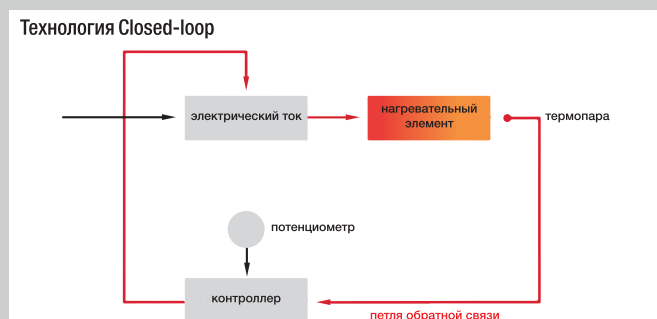 Технология Closed-loop
электрический ток
нагревательный
элемент
термопара
потенциометр
контроллер
петля обратной связи